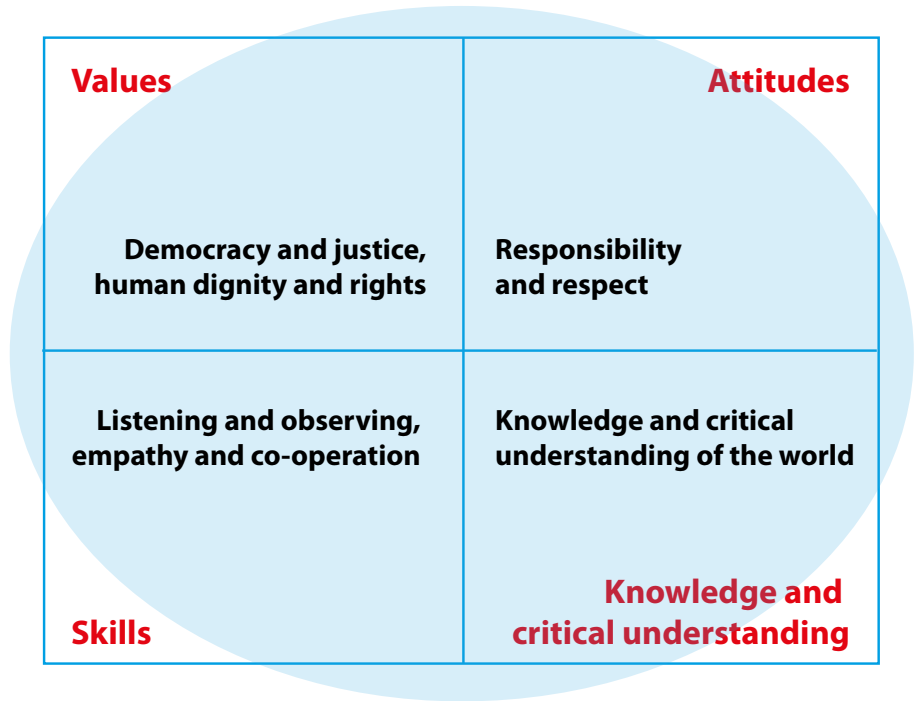 Values
Attitudes
Democracy and justice,
human dignity and rights
Responsibility
and respect
Listening and observing,
empathy and co-operation
Knowledge and critical
understanding of the world
Skills
Knowledge and
critical understanding